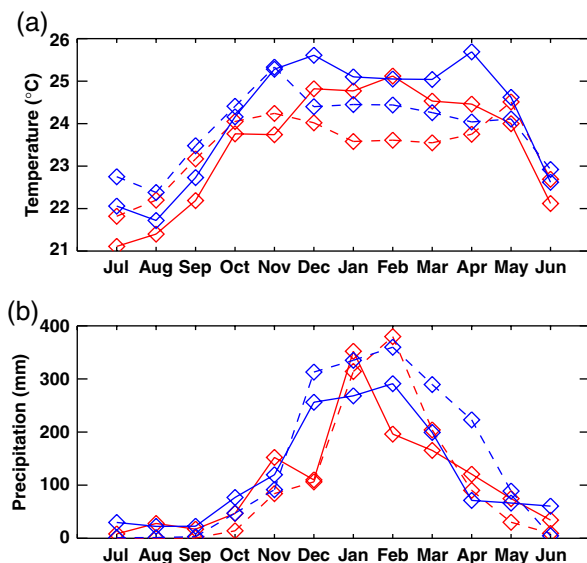 (a)
26
25
24
23
22
21
Temperature (°C)
Jul Aug Sep Oct Nov Dec Jan Feb Mar Apr May Jun
(b)
400
300
200
100
0
Precipitation (mm)
Jul Aug Sep Oct Nov Dec Jan Feb Mar Apr May Jun